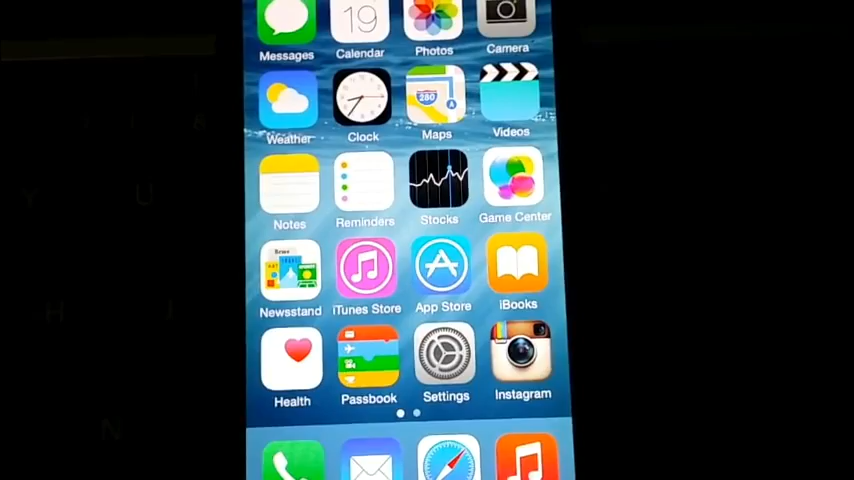 19
Messages Calendar Photos Camera
280 A
Weather Clock Maps Videos
Notes Reminders Stocks Game Center
News
Newsstand iTunes Store App Store iBooks
Health Passbook Settings Instagram
Y U
H J
N